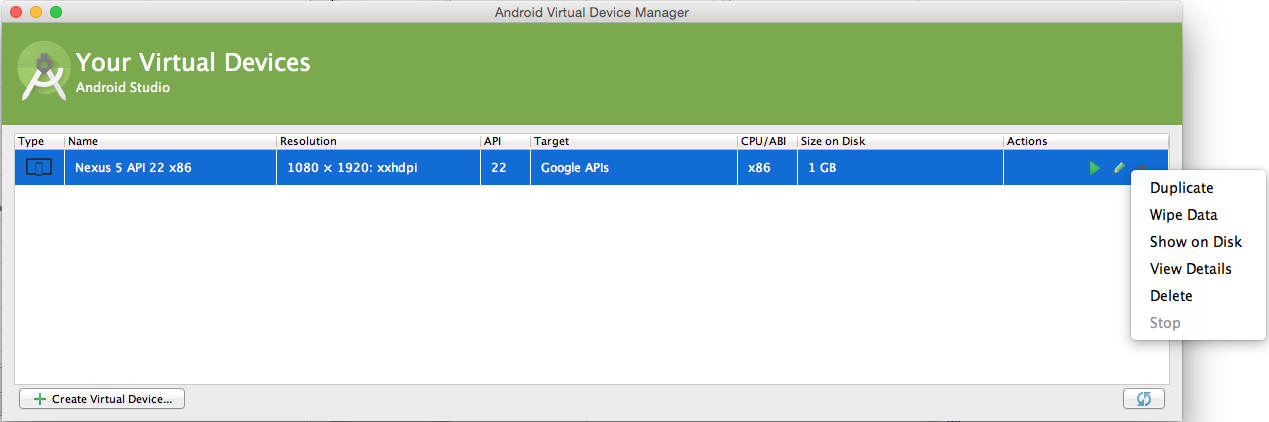 Android Virtual Device Manager
Your Virtual Devices
Android Studio
Type Name Resolution API Target CPU/ABI Size on Disk Actions
Nexus 5 API 22 x86 1080 × 1920: xxhdpi 22 Google APIs x86 1 GB
Duplicate
Wipe Data
Show on Disk
View Details
Delete
Stop
Create Virtual Device...